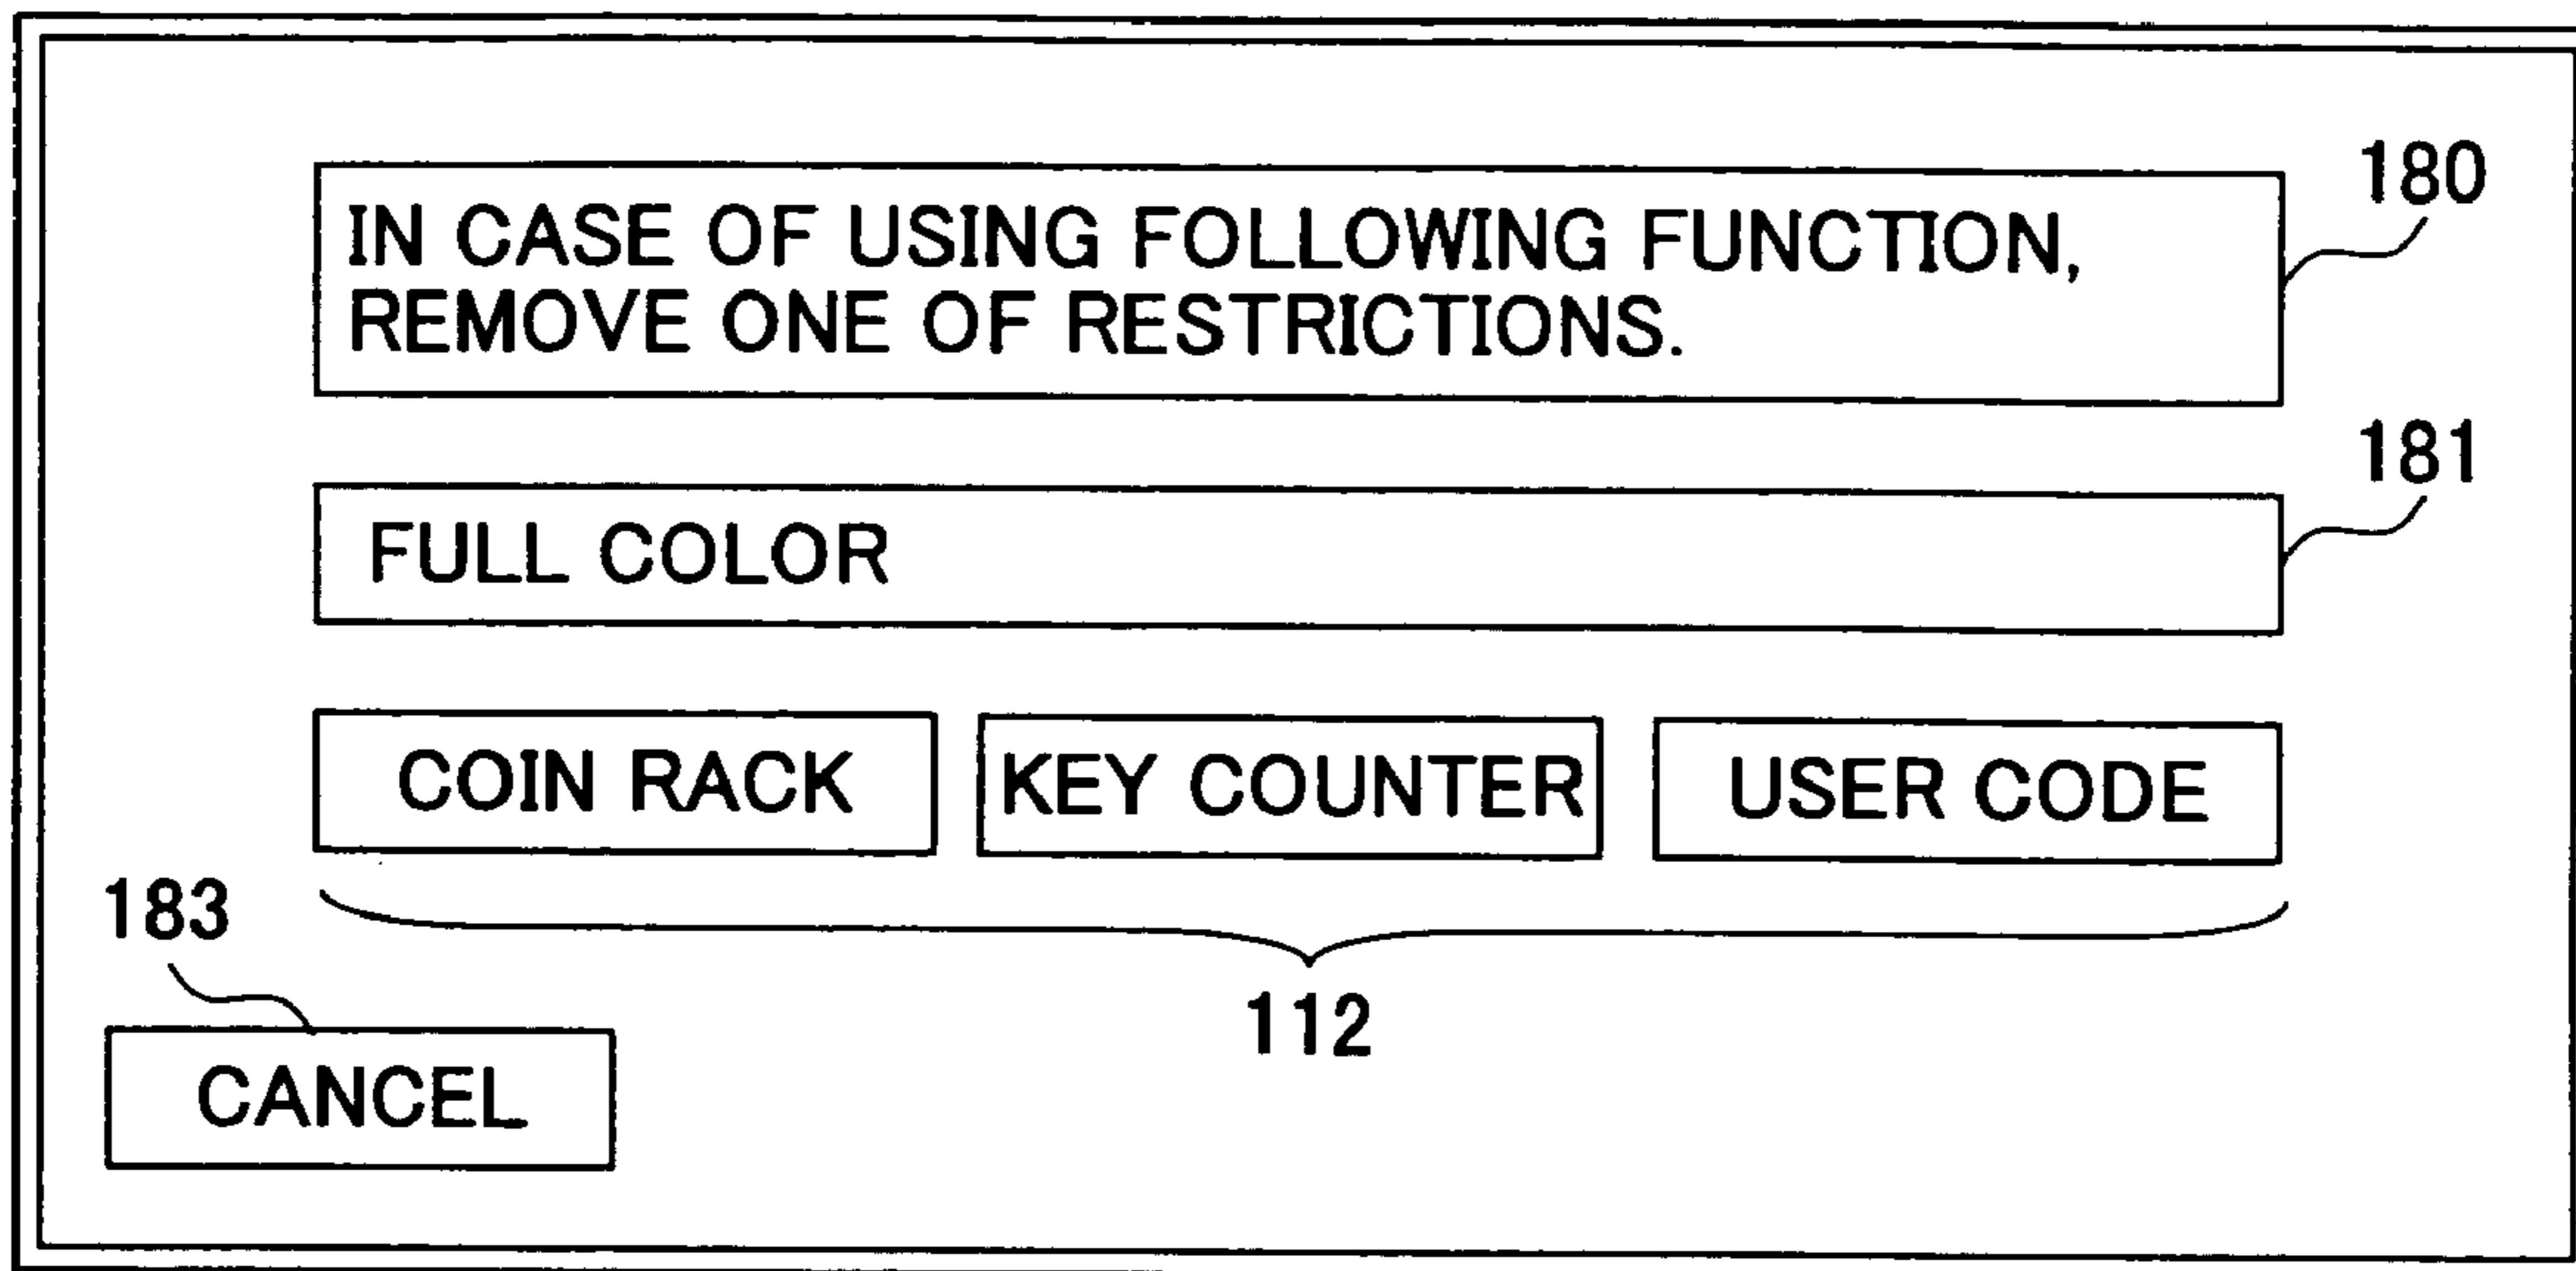 IN CASE OF USING FOLLOWING FUNCTION,
REMOVE ONE OF RESTRICTIONS.
180
FULL COLOR
181
COIN RACK
KEY COUNTER
USER CODE
112
183
CANCEL